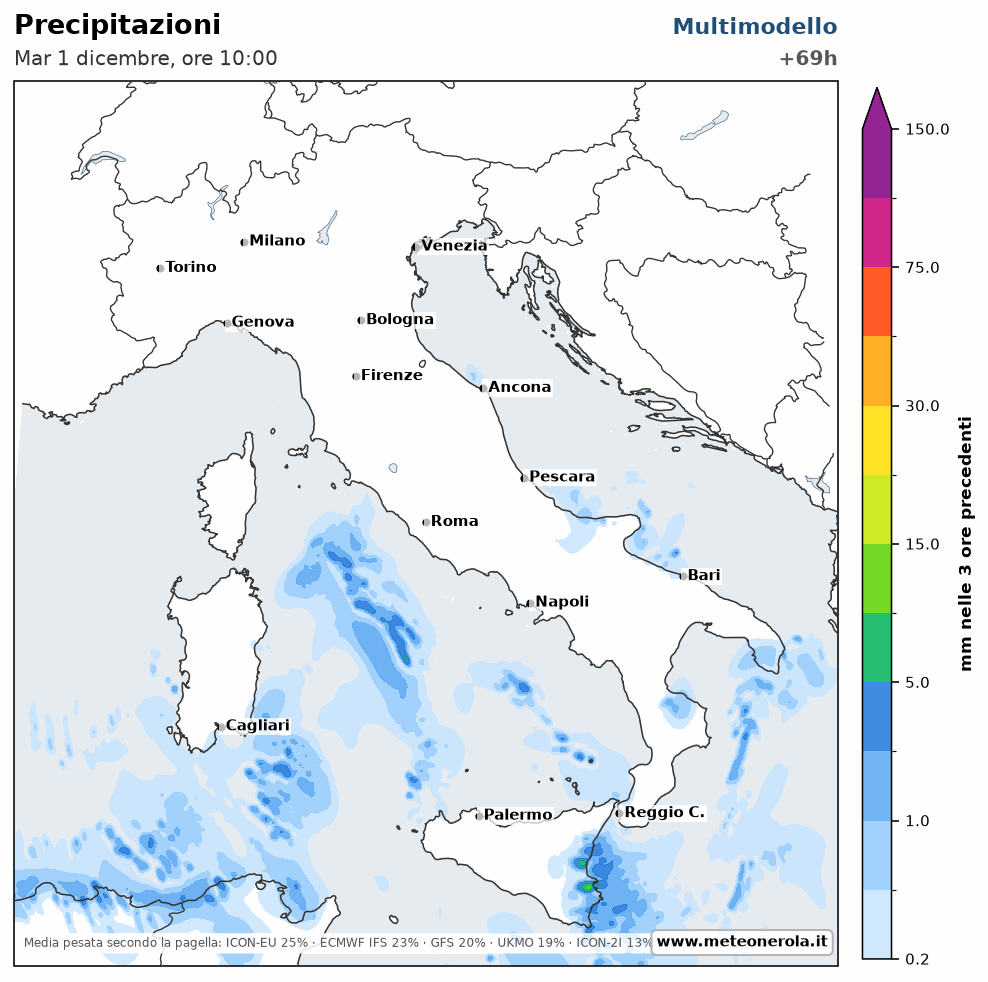 Precipitazioni
Multimodello
Mar 1 dicembre, ore 10:00
+69h
150.0
Milano
Venezia
Torino
75.0
Genova
Bologna
Firenze
Ancona
30.0
Pescara
Roma
15.0
Bari
Napoli
5.0
Cagliari
Palermo
Reggio C.
1.0
0.2
mm nelle 3 ore precedenti
Media pesata secondo la pagella: ICON-EU 25% · ECMWF IFS 23% · GFS 20% · UKMO 19% · ICON-2I 13%
www.meteonerola.it